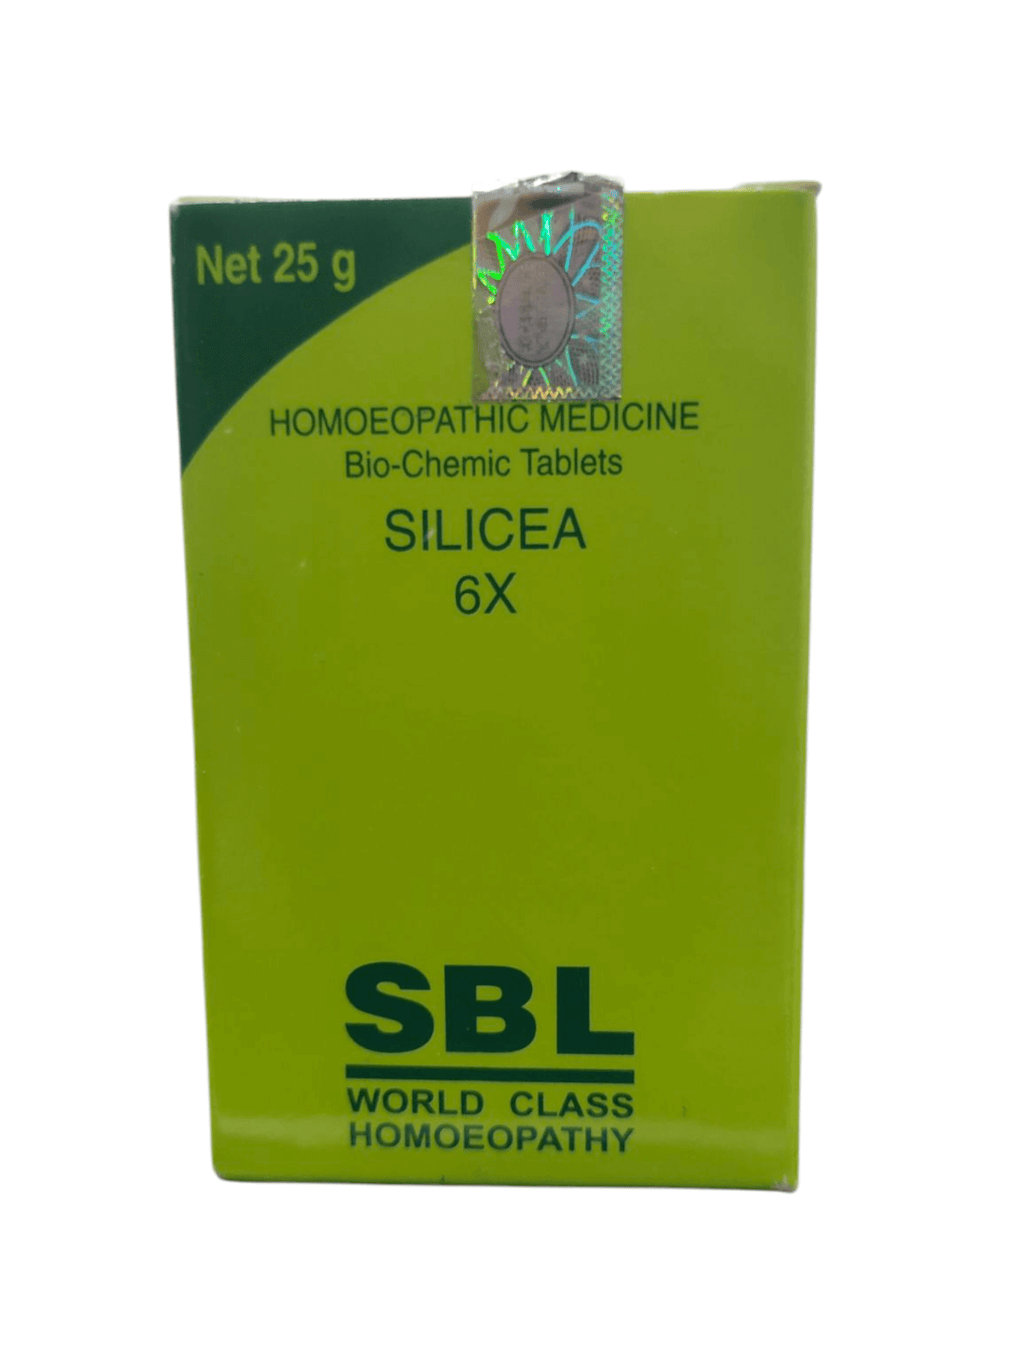 Net 25 g
HOMOEOPATHIC MEDICINE
Bio-Chemic Tablets
SILICEA
6X
SBL
WORLD CLASS
HOMOEOPATHY